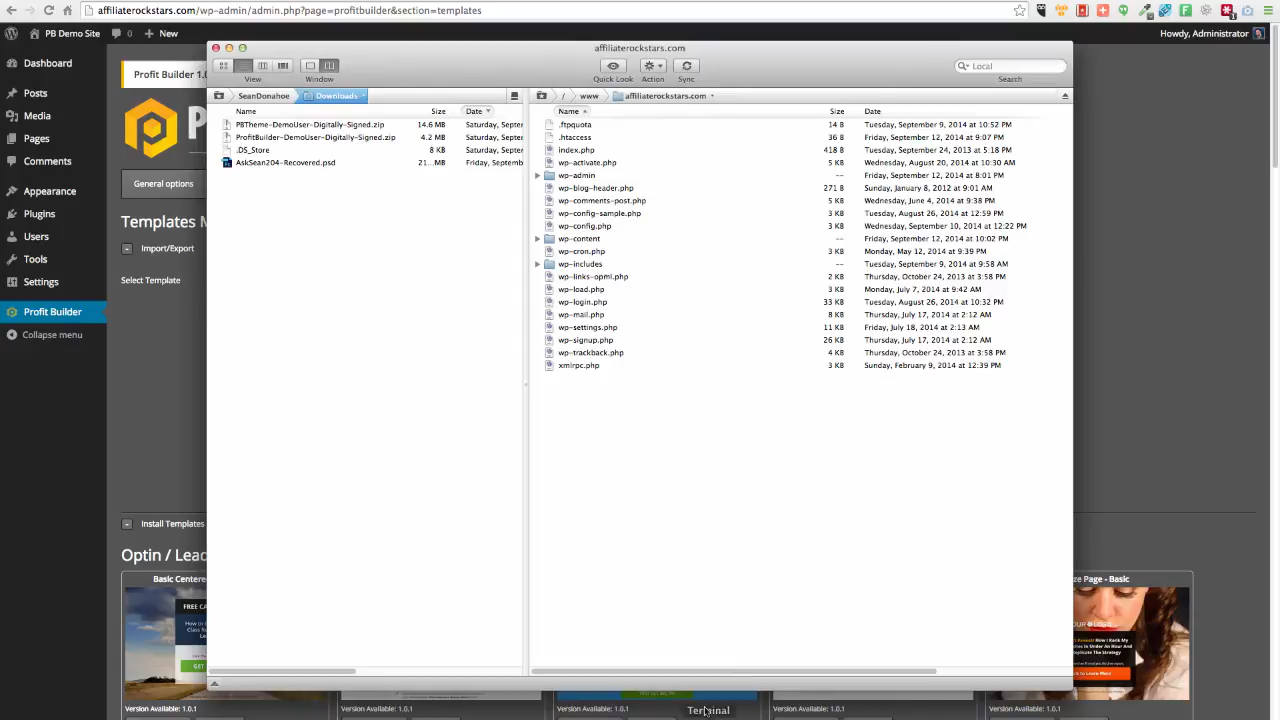 affiliaterockstars.com/wp-admin/admin.php?page=profitbuilder&section=templates
PB Demo Site 0 + New Howdy, Administrator
affiliaterockstars.com
View Window Quick Look Action Sync Local Search
SeanDonahoe Downloads / www affiliaterockstars.com
Name Size Date Name Size Date
PBTheme-DemoUser-Digitally-Signed.zip 14.6 MB Saturday, Septer
ProfitBuilder-DemoUser-Digitally-Signed.zip 4.2 MB Saturday, Septer
.DS_Store 8 KB Saturday, Septer
AskSean204-Recovered.psd 21...MB Friday, Septemb
.ftpquota 14 B Tuesday, September 9, 2014 at 10:52 PM
.htaccess 36 B Friday, September 12, 2014 at 9:07 PM
index.php 418 B Tuesday, September 24, 2013 at 5:18 PM
wp-activate.php 5 KB Wednesday, August 20, 2014 at 10:30 AM
wp-admin -- Friday, September 12, 2014 at 8:01 PM
wp-blog-header.php 271 B Sunday, January 8, 2012 at 9:01 AM
wp-comments-post.php 5 KB Wednesday, June 4, 2014 at 9:38 PM
wp-config-sample.php 3 KB Tuesday, August 26, 2014 at 12:59 PM
wp-config.php 3 KB Wednesday, September 10, 2014 at 12:22 PM
wp-content -- Friday, September 12, 2014 at 10:02 PM
wp-cron.php 3 KB Monday, May 12, 2014 at 9:39 PM
wp-includes -- Tuesday, September 9, 2014 at 9:58 AM
wp-links-opml.php 2 KB Thursday, October 24, 2013 at 3:58 PM
wp-load.php 3 KB Monday, July 7, 2014 at 9:42 AM
wp-login.php 33 KB Tuesday, August 26, 2014 at 10:32 PM
wp-mail.php 8 KB Thursday, July 17, 2014 at 2:12 AM
wp-settings.php 11 KB Friday, July 18, 2014 at 2:13 AM
wp-signup.php 26 KB Thursday, July 17, 2014 at 2:12 AM
wp-trackback.php 4 KB Thursday, October 24, 2013 at 3:58 PM
xmlrpc.php 3 KB Sunday, February 9, 2014 at 12:39 PM
Dashboard
Posts
Media
Pages
Comments
Appearance
Plugins
Users
Tools
Settings
Profit Builder
Collapse menu
Profit Builder 1.0
P
General options
Templates M
Import/Export
Select Template
Install Templates
Optin / Lea
Basic Centere
ze Page - Basic
FREE CA
GET
Version Available: 1.0.1
Version Available: 1.0.1
Version Available: 1.0.1
Version Available: 1.0.1
Version Available: 1.0.1
Terminal